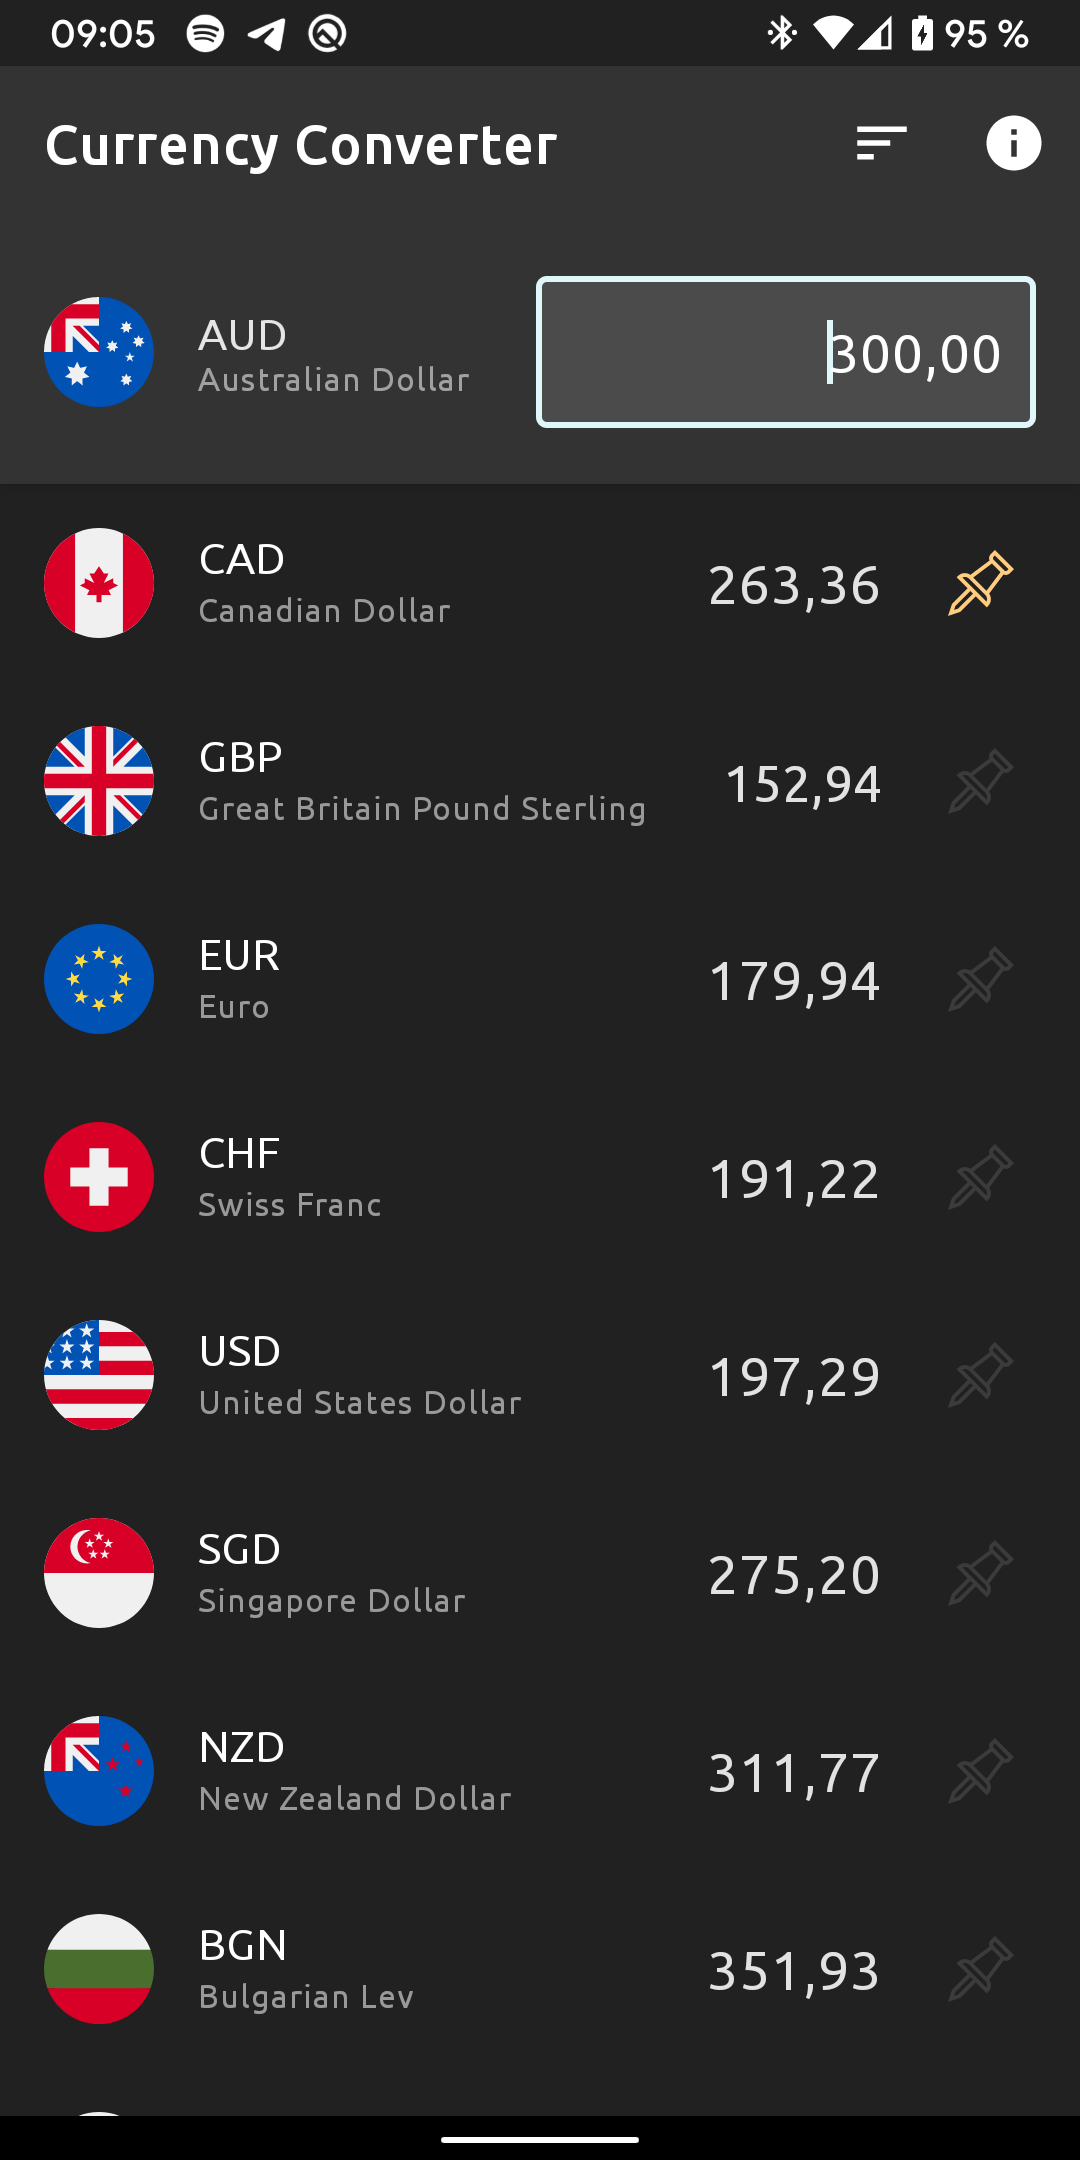 09:05 95 %
Currency Converter
AUD
Australian Dollar
300,00
CAD
Canadian Dollar
263,36
GBP
Great Britain Pound Sterling
152,94
EUR
Euro
179,94
CHF
Swiss Franc
191,22
USD
United States Dollar
197,29
SGD
Singapore Dollar
275,20
NZD
New Zealand Dollar
311,77
BGN
Bulgarian Lev
351,93